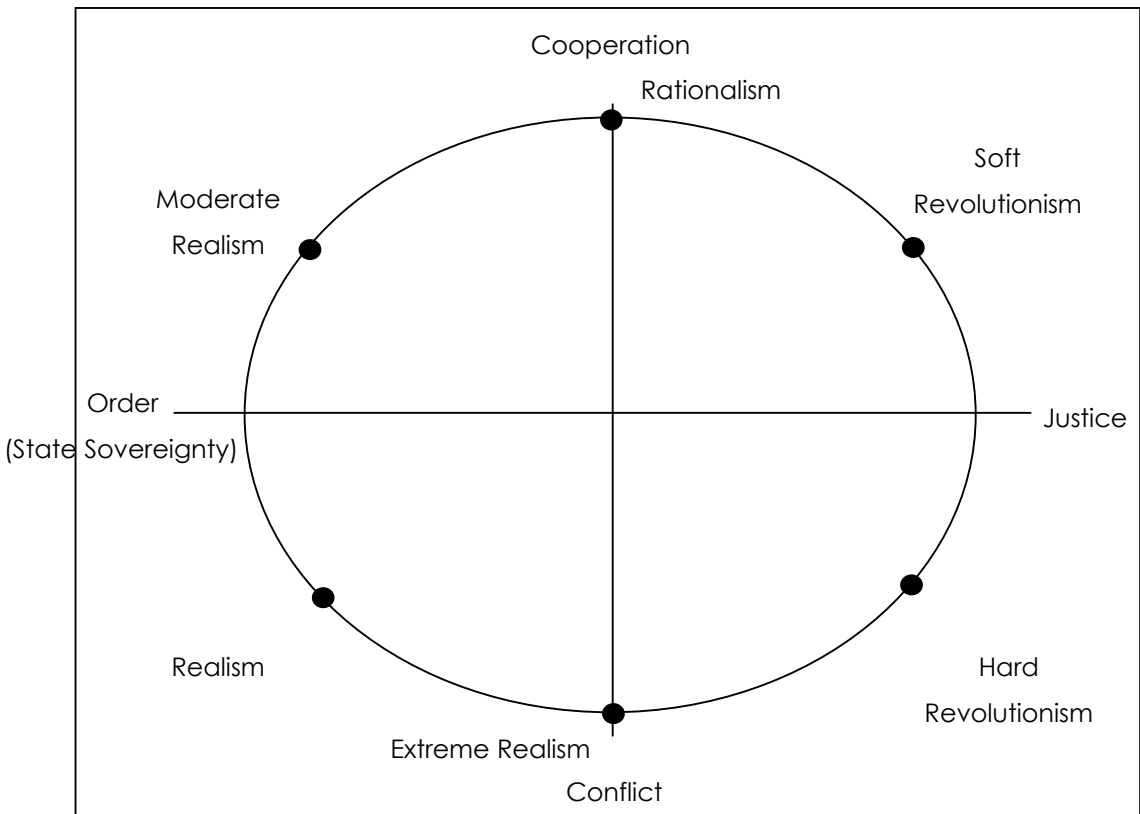 Cooperation
Rationalism
Soft
Revolutionism
Moderate
Realism
Order
(State Sovereignty)
Justice
Realism
Hard
Revolutionism
Extreme Realism
Conflict